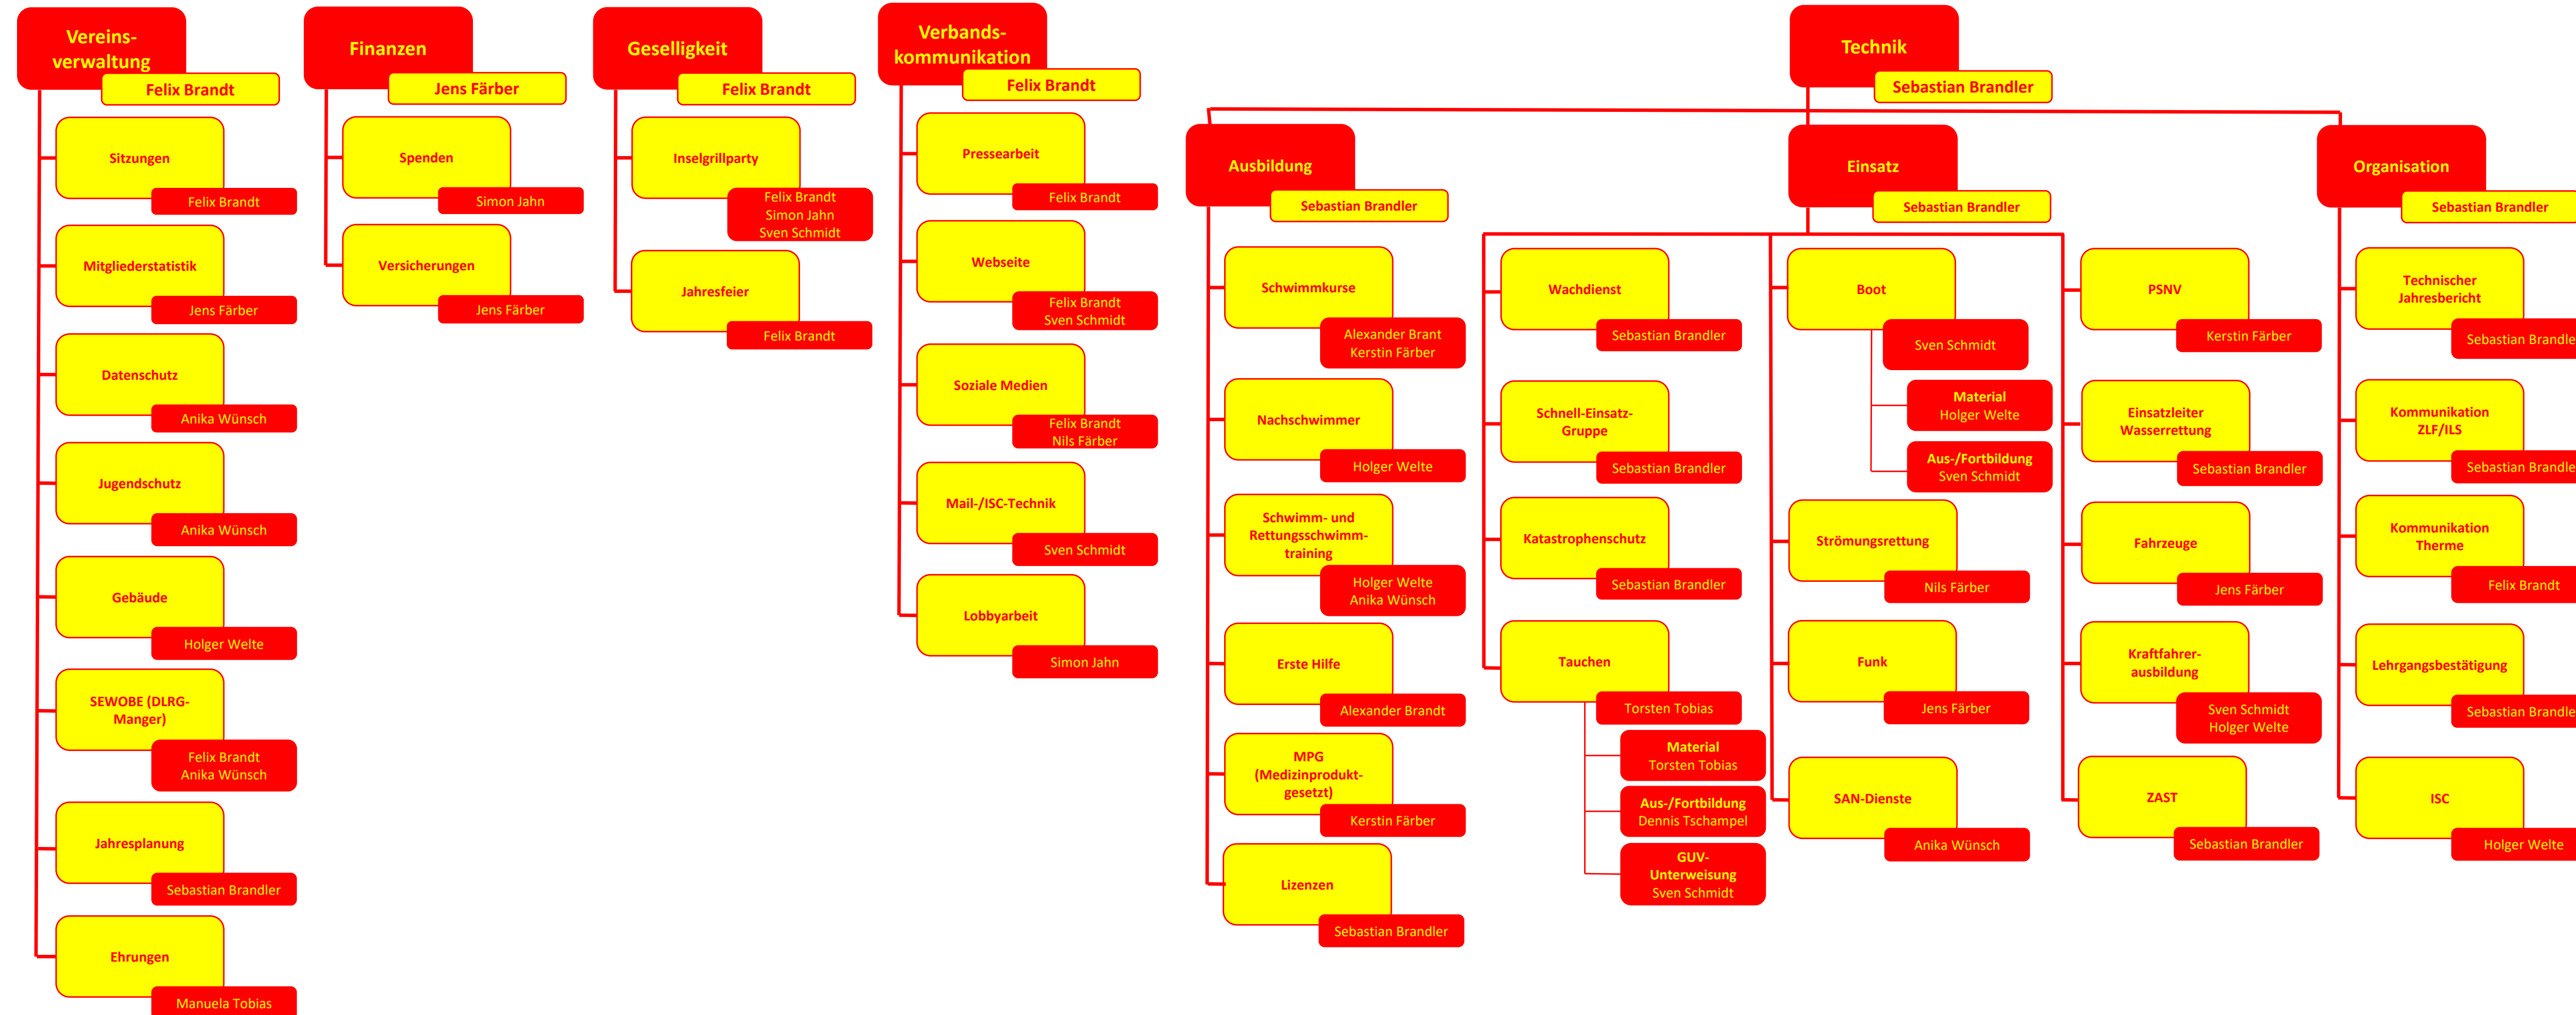 Vereins-
verwaltung
Felix Brandt
Sitzungen
Felix Brandt
Mitgliederstatistik
Jens Färber
Datenschutz
Anika Wünsch
Jugendschutz
Anika Wünsch
Gebäude
Holger Welte
SEWOBE (DLRG-
Manger)
Felix Brandt
Anika Wünsch
Jahresplanung
Sebastian Brandler
Ehrungen
Manuela Tobias
Finanzen
Jens Färber
Spenden
Simon Jahn
Versicherungen
Jens Färber
Geselligkeit
Felix Brandt
Inselgrillparty
Felix Brandt
Simon Jahn
Sven Schmidt
Jahresfeier
Felix Brandt
Verbands-
kommunikation
Felix Brandt
Pressearbeit
Felix Brandt
Webseite
Felix Brandt
Sven Schmidt
Soziale Medien
Felix Brandt
Nils Färber
Mail-/ISC-Technik
Sven Schmidt
Lobbyarbeit
Simon Jahn
Technik
Sebastian Brandler
Ausbildung
Sebastian Brandler
Schwimmkurse
Alexander Brant
Kerstin Färber
Nachschwimmer
Holger Welte
Schwimm- und
Rettungsschwimm-
training
Holger Welte
Anika Wünsch
Erste Hilfe
Alexander Brandt
MPG
(Medizinprodukt-
gesetzt)
Kerstin Färber
Lizenzen
Sebastian Brandler
Einsatz
Sebastian Brandler
Wachdienst
Sebastian Brandler
Schnell-Einsatz-
Gruppe
Sebastian Brandler
Katastrophenschutz
Sebastian Brandler
Tauchen
Torsten Tobias
Material
Torsten Tobias
Aus-/Fortbildung
Dennis Tschampel
GUV-
Unterweisung
Sven Schmidt
Boot
Sven Schmidt
Material
Holger Welte
Aus-/Fortbildung
Sven Schmidt
Strömungsrettung
Nils Färber
Funk
Jens Färber
SAN-Dienste
Anika Wünsch
PSNV
Kerstin Färber
Einsatzleiter
Wasserrettung
Sebastian Brandler
Fahrzeuge
Jens Färber
Kraftfahrer-
ausbildung
Sven Schmidt
Holger Welte
ZAST
Sebastian Brandler
Organisation
Sebastian Brandler
Technischer
Jahresbericht
Sebastian Brandle
Kommunikation
ZLF/ILS
Sebastian Brandle
Kommunikation
Therme
Felix Brandt
Lehrgangsbestätigung
Sebastian Brandle
ISC
Holger Welte